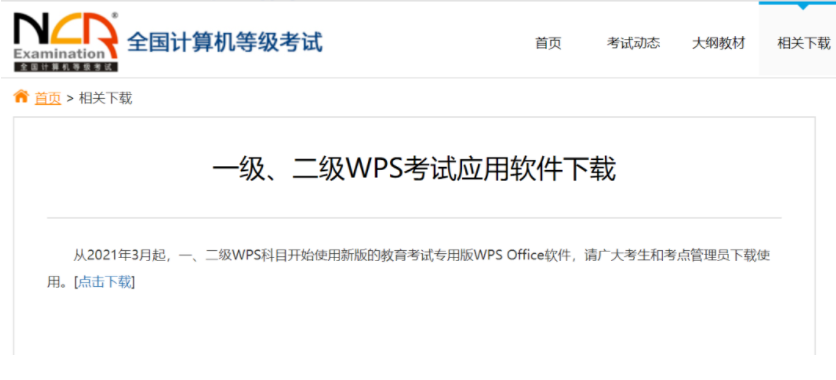 NCR®
Examination
全国计算机等级考试
全国计算机等级考试
首页 考试动态 大纲教材 相关下载
首页 > 相关下载
一级、二级WPS考试应用软件下载
从2021年3月起，一、二级WPS科目开始使用新版的教育考试专用版WPS Office软件，请广大考生和考点管理员下载使
用。[点击下载]